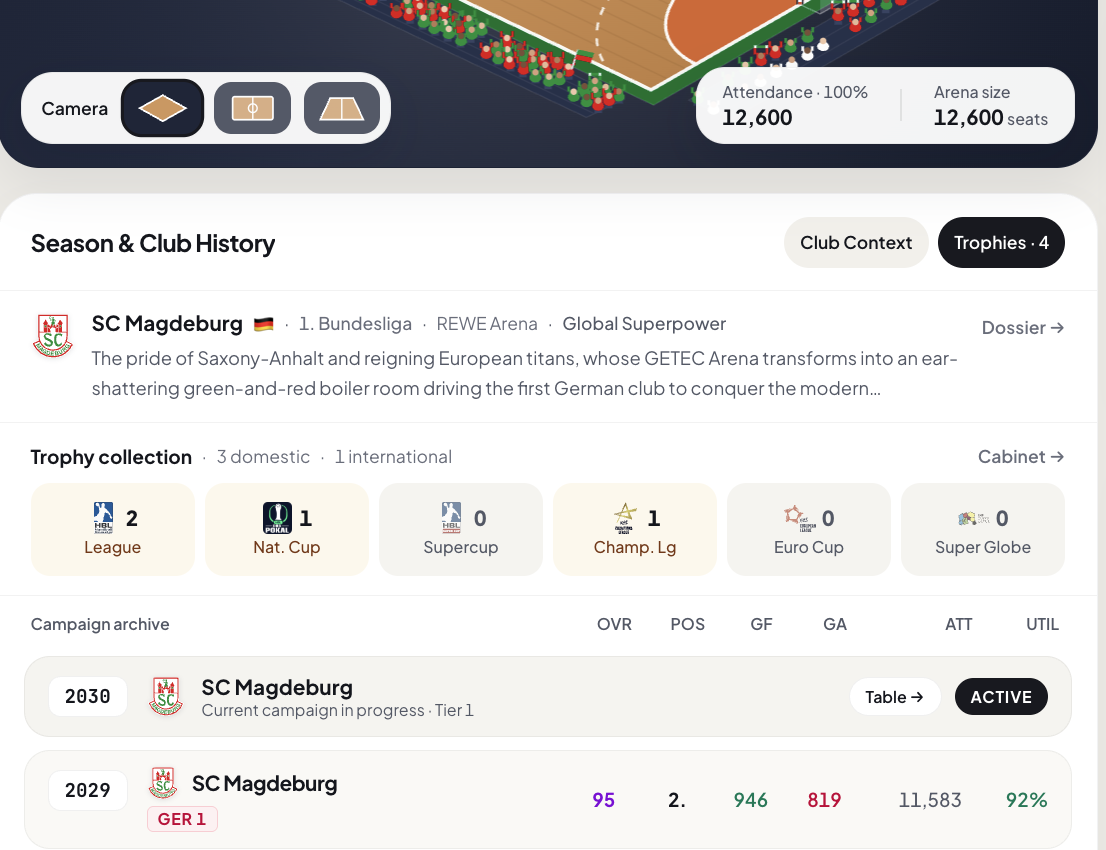 Camera
Attendance · 100%
12,600
Arena size
12,600 seats
Season & Club History
Club Context
Trophies · 4
SC Magdeburg · 1. Bundesliga · REWE Arena · Global Superpower
Dossier →
The pride of Saxony-Anhalt and reigning European titans, whose GETEC Arena transforms into an ear-
shattering green-and-red boiler room driving the first German club to conquer the modern…
Trophy collection · 3 domestic · 1 international
Cabinet →
HBL 2
League
POKAL 1
Nat. Cup
HBL 0
Supercup
1
Champ. Lg
0
Euro Cup
0
Super Globe
Campaign archive OVR POS GF GA ATT UTIL
2030
SC
SC Magdeburg
Current campaign in progress · Tier 1
Table →
ACTIVE
2029
SC
SC Magdeburg
GER 1
95 2. 946 819 11,583 92%